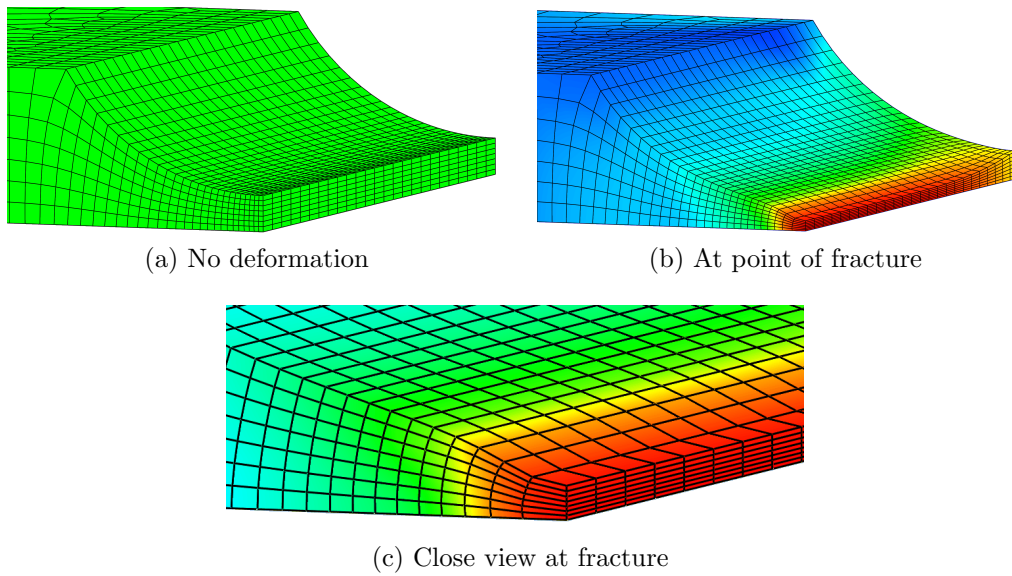 (a) No deformation
(b) At point of fracture
(c) Close view at fracture